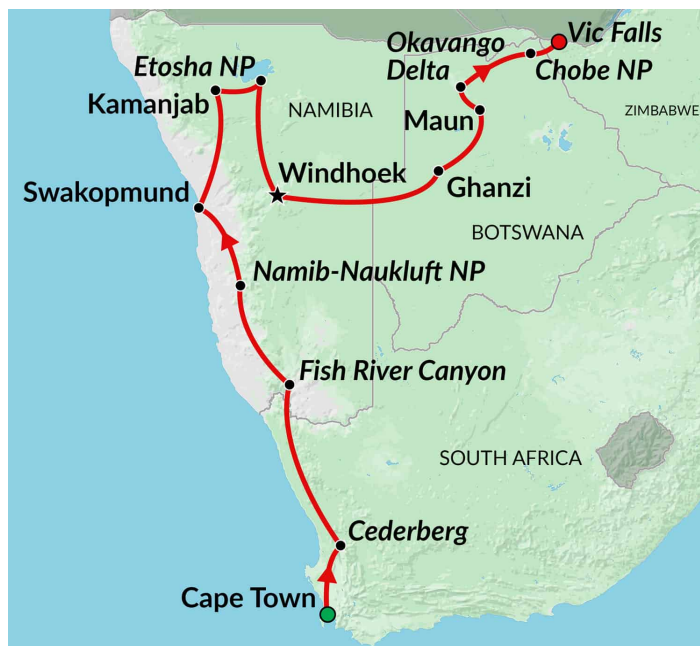 Vic Falls
Okavango
Delta
Chobe NP
Etosha NP
Kamanjab
NAMIBIA
Maun
ZIMBABWE
Windhoek
Ghanzi
Swakopmund
BOTSWANA
Namib-Naukluft NP
Fish River Canyon
SOUTH AFRICA
Cederberg
Cape Town